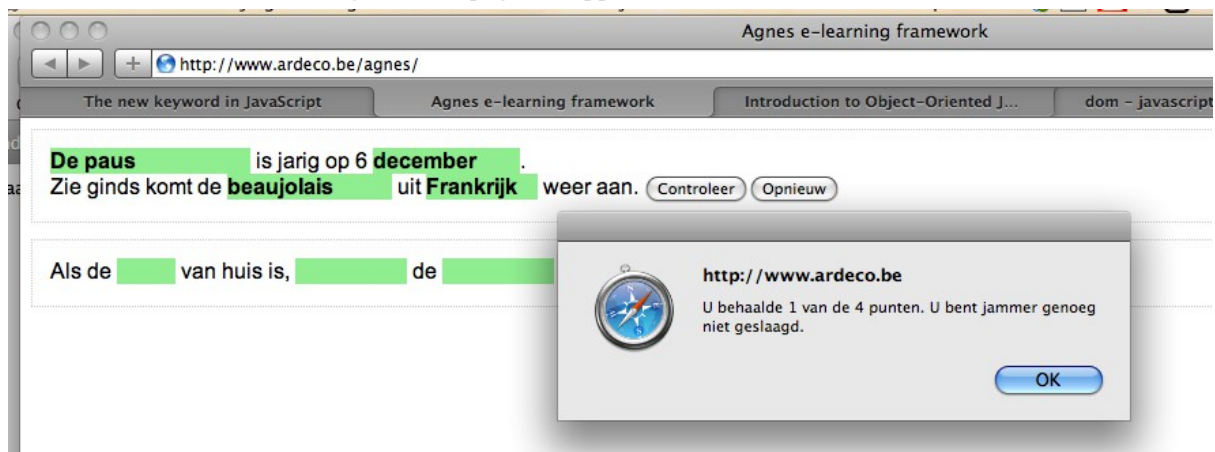 Agnes e-learning framework
http://www.ardeco.be/agnes/
The new keyword in JavaScript
Agnes e-learning framework
Introduction to Object-Oriented J...
dom - javascript
De paus is jarig op 6 december .
Zie ginds komt de beaujolais uit Frankrijk weer aan. Controleer Opnieuw
Als de van huis is, de
http://www.ardeco.be
U behaalde 1 van de 4 punten. U bent jammer genoeg
niet geslaagd.
OK